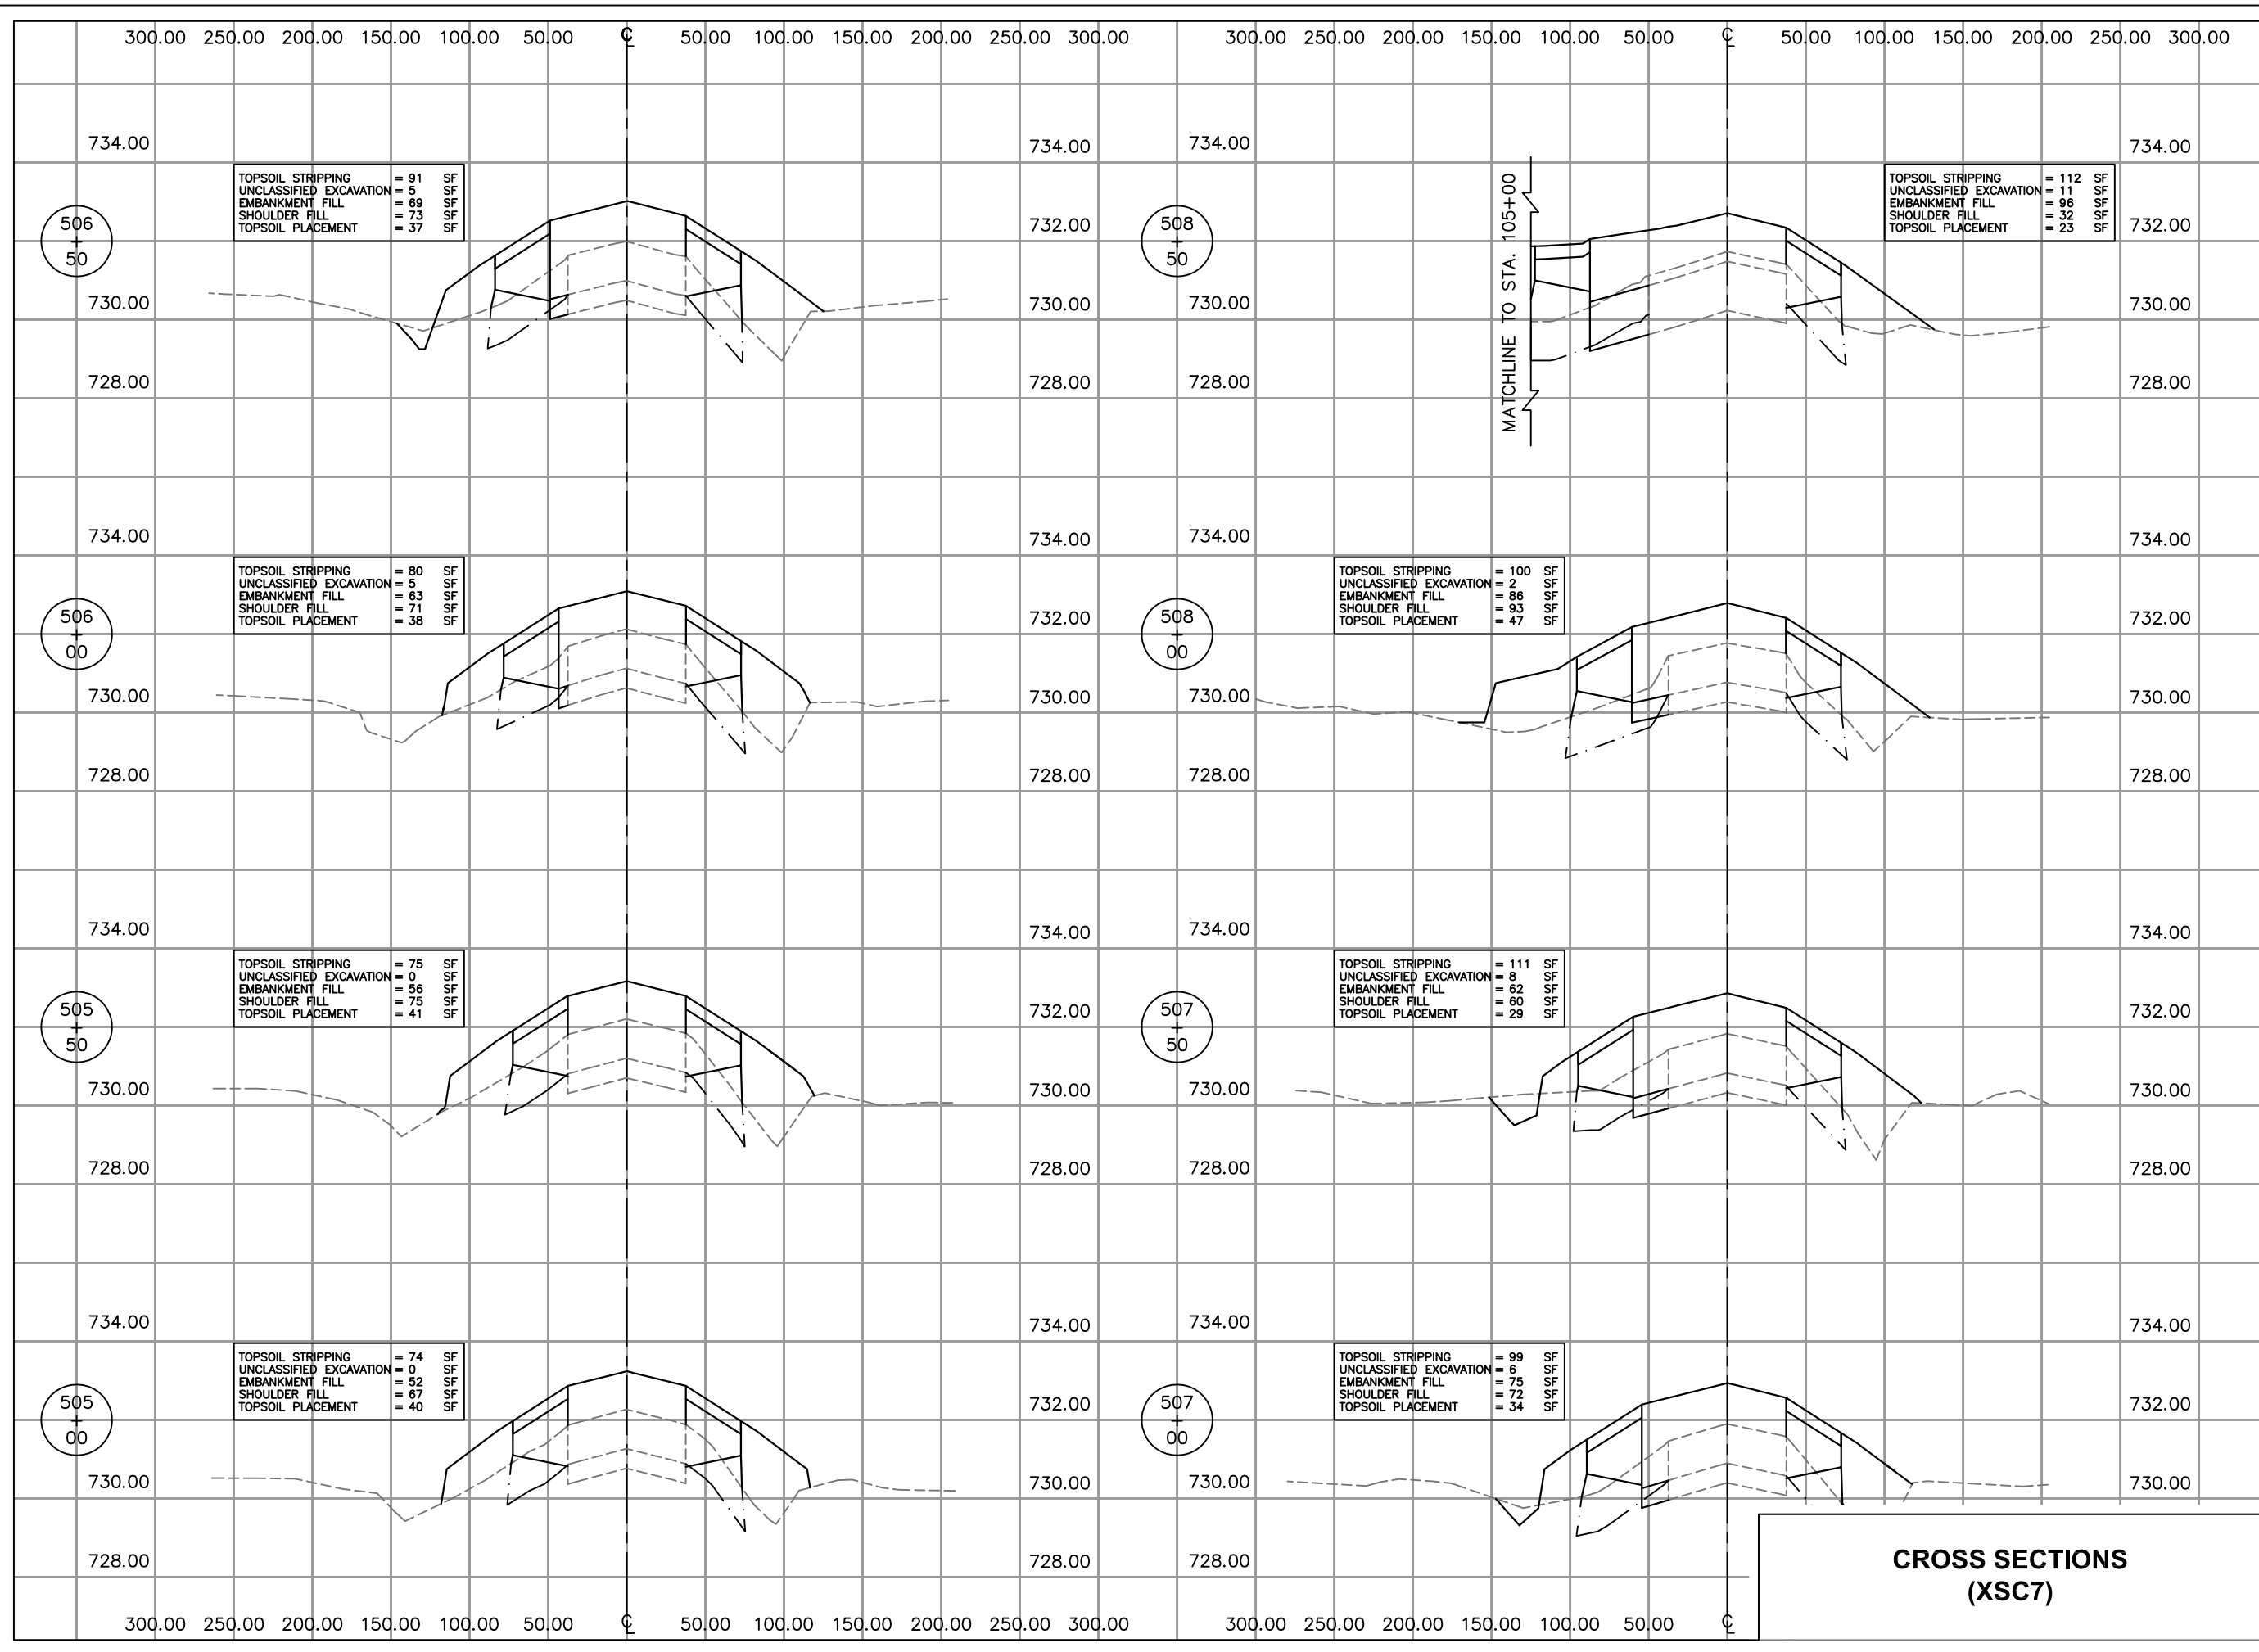 300.00 250.00 200.00 150.00 100.00 50.00 ℄ 50.00 100.00 150.00 200.00 250.00 300.00
300.00 250.00 200.00 150.00 100.00 50.00 ℄ 50.00 100.00 150.00 200.00 250.00 300.00
734.00 734.00
TOPSOIL STRIPPING = 91 SF
UNCLASSIFIED EXCAVATION = 5 SF
EMBANKMENT FILL = 69 SF
SHOULDER FILL = 73 SF
TOPSOIL PLACEMENT = 37 SF
506
+
50
732.00
730.00 730.00
728.00 728.00
734.00 734.00
TOPSOIL STRIPPING = 80 SF
UNCLASSIFIED EXCAVATION = 5 SF
EMBANKMENT FILL = 63 SF
SHOULDER FILL = 71 SF
TOPSOIL PLACEMENT = 38 SF
506
+
00
732.00
730.00 730.00
728.00 728.00
734.00 734.00
TOPSOIL STRIPPING = 75 SF
UNCLASSIFIED EXCAVATION = 0 SF
EMBANKMENT FILL = 56 SF
SHOULDER FILL = 75 SF
TOPSOIL PLACEMENT = 41 SF
505
+
50
732.00
730.00 730.00
728.00 728.00
734.00 734.00
TOPSOIL STRIPPING = 74 SF
UNCLASSIFIED EXCAVATION = 0 SF
EMBANKMENT FILL = 52 SF
SHOULDER FILL = 67 SF
TOPSOIL PLACEMENT = 40 SF
505
+
00
732.00
730.00 730.00
728.00 728.00
734.00 734.00
MATCHLINE TO STA. 105+00
TOPSOIL STRIPPING = 112 SF
UNCLASSIFIED EXCAVATION = 11 SF
EMBANKMENT FILL = 96 SF
SHOULDER FILL = 32 SF
TOPSOIL PLACEMENT = 23 SF
508
+
50
732.00
730.00 730.00
728.00 728.00
734.00 734.00
TOPSOIL STRIPPING = 100 SF
UNCLASSIFIED EXCAVATION = 2 SF
EMBANKMENT FILL = 86 SF
SHOULDER FILL = 93 SF
TOPSOIL PLACEMENT = 47 SF
508
+
00
732.00
730.00 730.00
728.00 728.00
734.00 734.00
TOPSOIL STRIPPING = 111 SF
UNCLASSIFIED EXCAVATION = 8 SF
EMBANKMENT FILL = 62 SF
SHOULDER FILL = 60 SF
TOPSOIL PLACEMENT = 29 SF
507
+
50
732.00
730.00 730.00
728.00 728.00
734.00 734.00
TOPSOIL STRIPPING = 99 SF
UNCLASSIFIED EXCAVATION = 6 SF
EMBANKMENT FILL = 75 SF
SHOULDER FILL = 72 SF
TOPSOIL PLACEMENT = 34 SF
507
+
00
732.00
730.00 730.00
728.00
300.00 250.00 200.00 150.00 100.00 50.00 ℄ 50.00 100.00 150.00 200.00 250.00 300.00
300.00 250.00 200.00 150.00 100.00 50.00 ℄
CROSS SECTIONS
(XSC7)